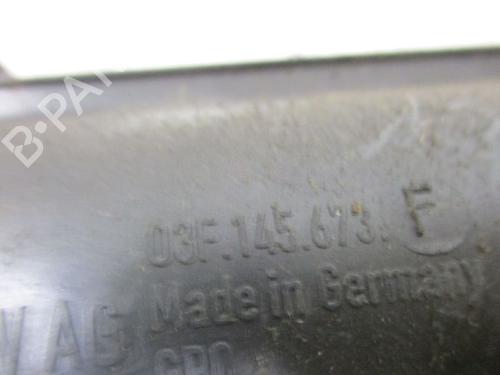 B-PA
03F.145.673.F
VAG Made in Germany